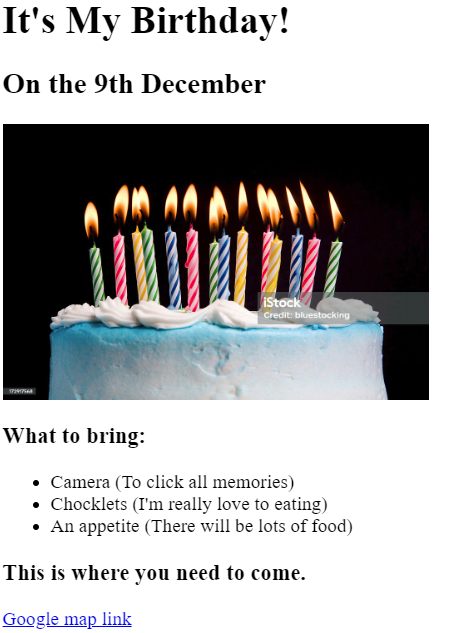 It's My Birthday!
On the 9th December
iStock
Credit: bluestocking
172917568
What to bring:
Camera (To click all memories)
Chocklets (I'm really love to eating)
An appetite (There will be lots of food)
This is where you need to come.
Google map link